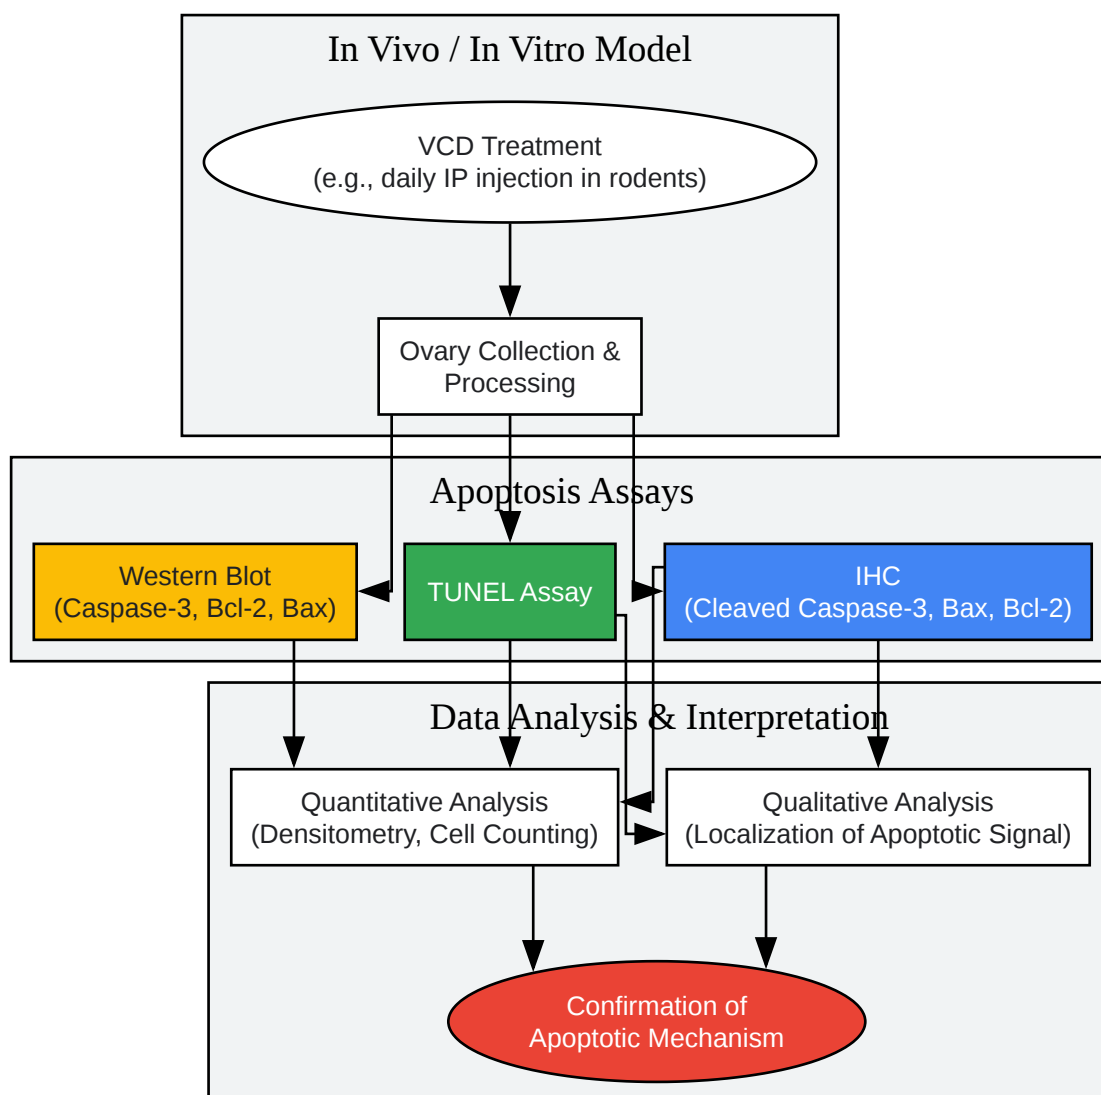 In Vivo / In Vitro Model
VCD Treatment
(e.g., daily IP injection in rodents)
Ovary Collection &
Processing
Apoptosis Assays
Western Blot
(Caspase-3, Bcl-2, Bax)
TUNEL Assay
IHC
(Cleaved Caspase-3, Bax, Bcl-2)
Data Analysis & Interpretation
Quantitative Analysis
(Densitometry, Cell Counting)
Qualitative Analysis
(Localization of Apoptotic Signal)
Confirmation of
Apoptotic Mechanism